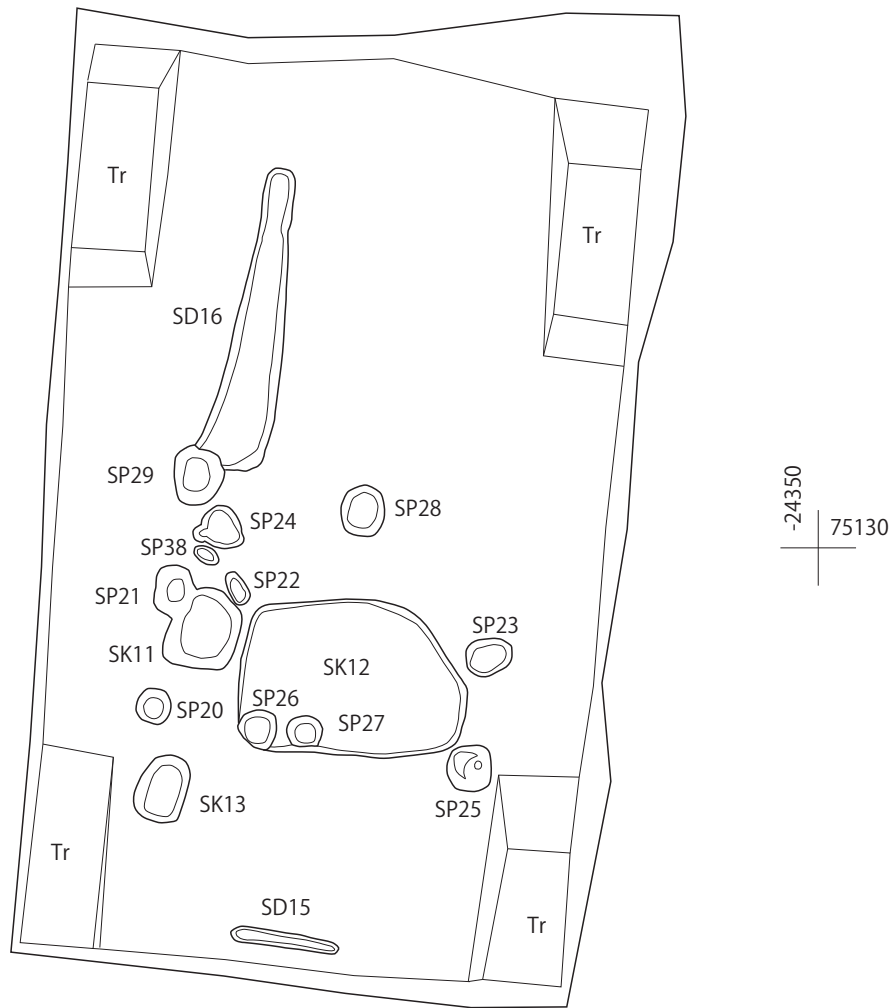 Tr
Tr
SD16
SP29
SP28
SP24
-24350
75130
SP38
SP22
SP21
SP23
SK11
SK12
SP26
SP20
SP27
SK13
SP25
Tr
SD15
Tr